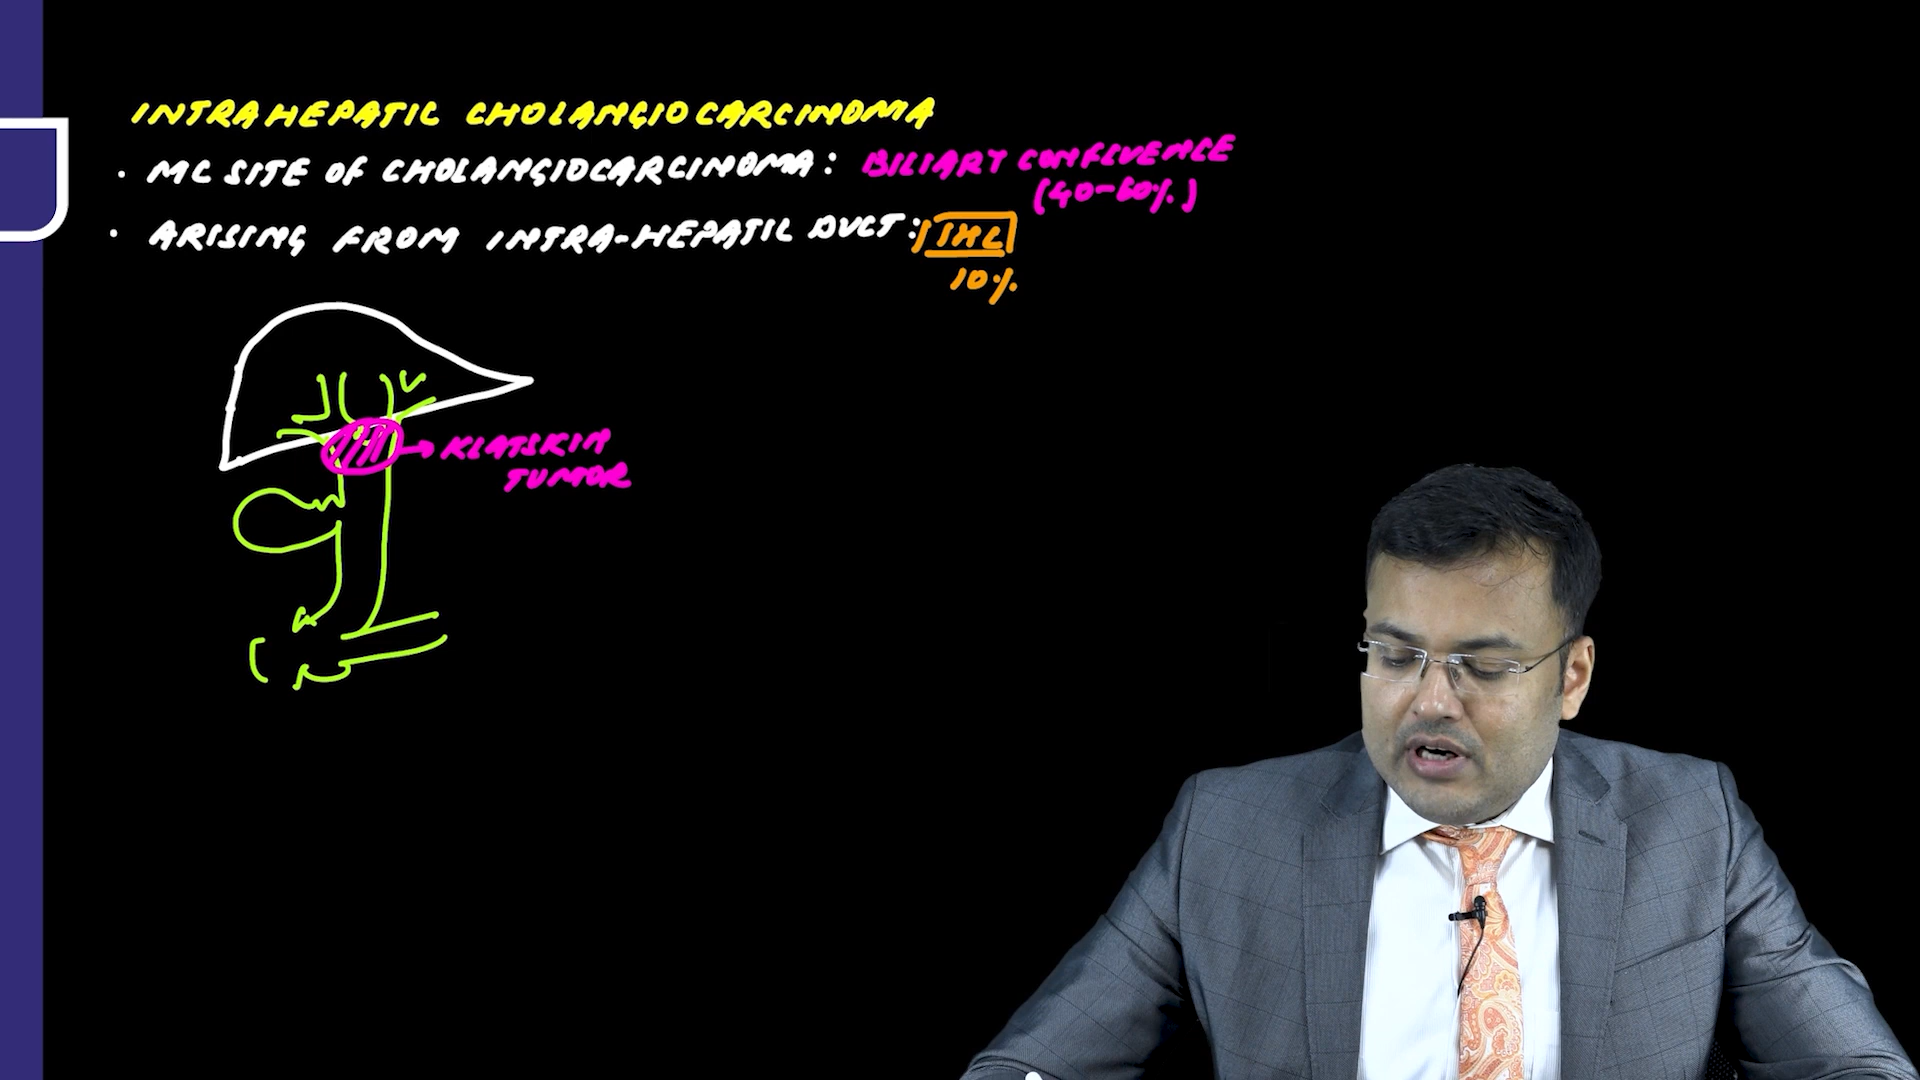 INTRAHEPATIC CHOLANGIOCARCINOMA
• MC SITE OF CHOLANGIOCARCINOMA: BILIARY CONFLUENCE
(40-60%)
• ARISING FROM INTRA-HEPATIC DUCT: IHC
10%
KLATSKIN
TUMOR